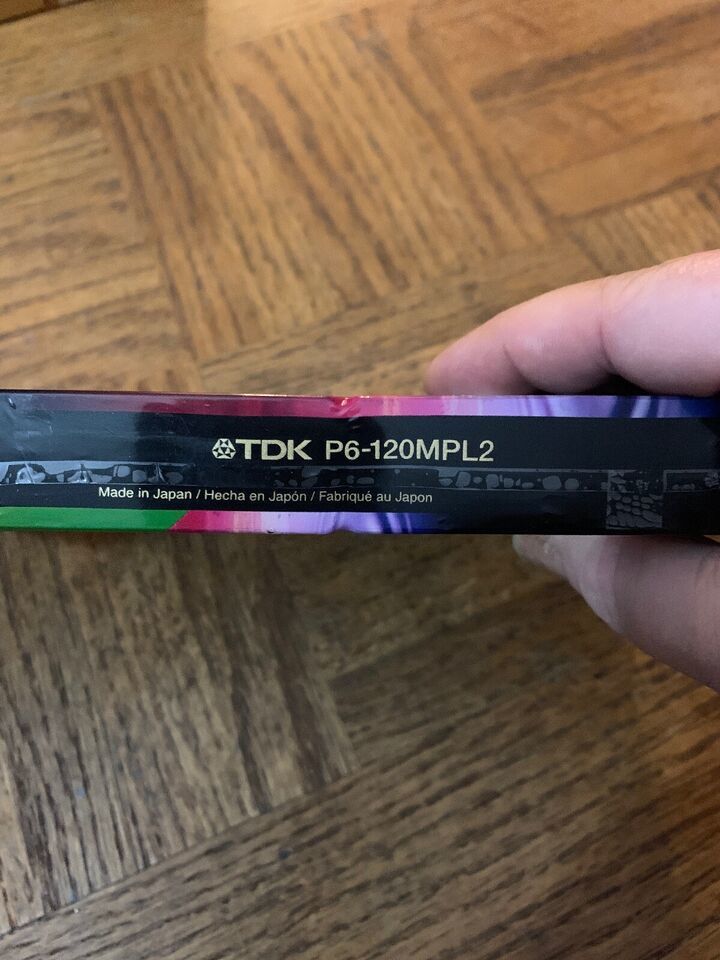 TDK P6-120MPL2
Made in Japan / Hecha en Japón / Fabriqué au Japon